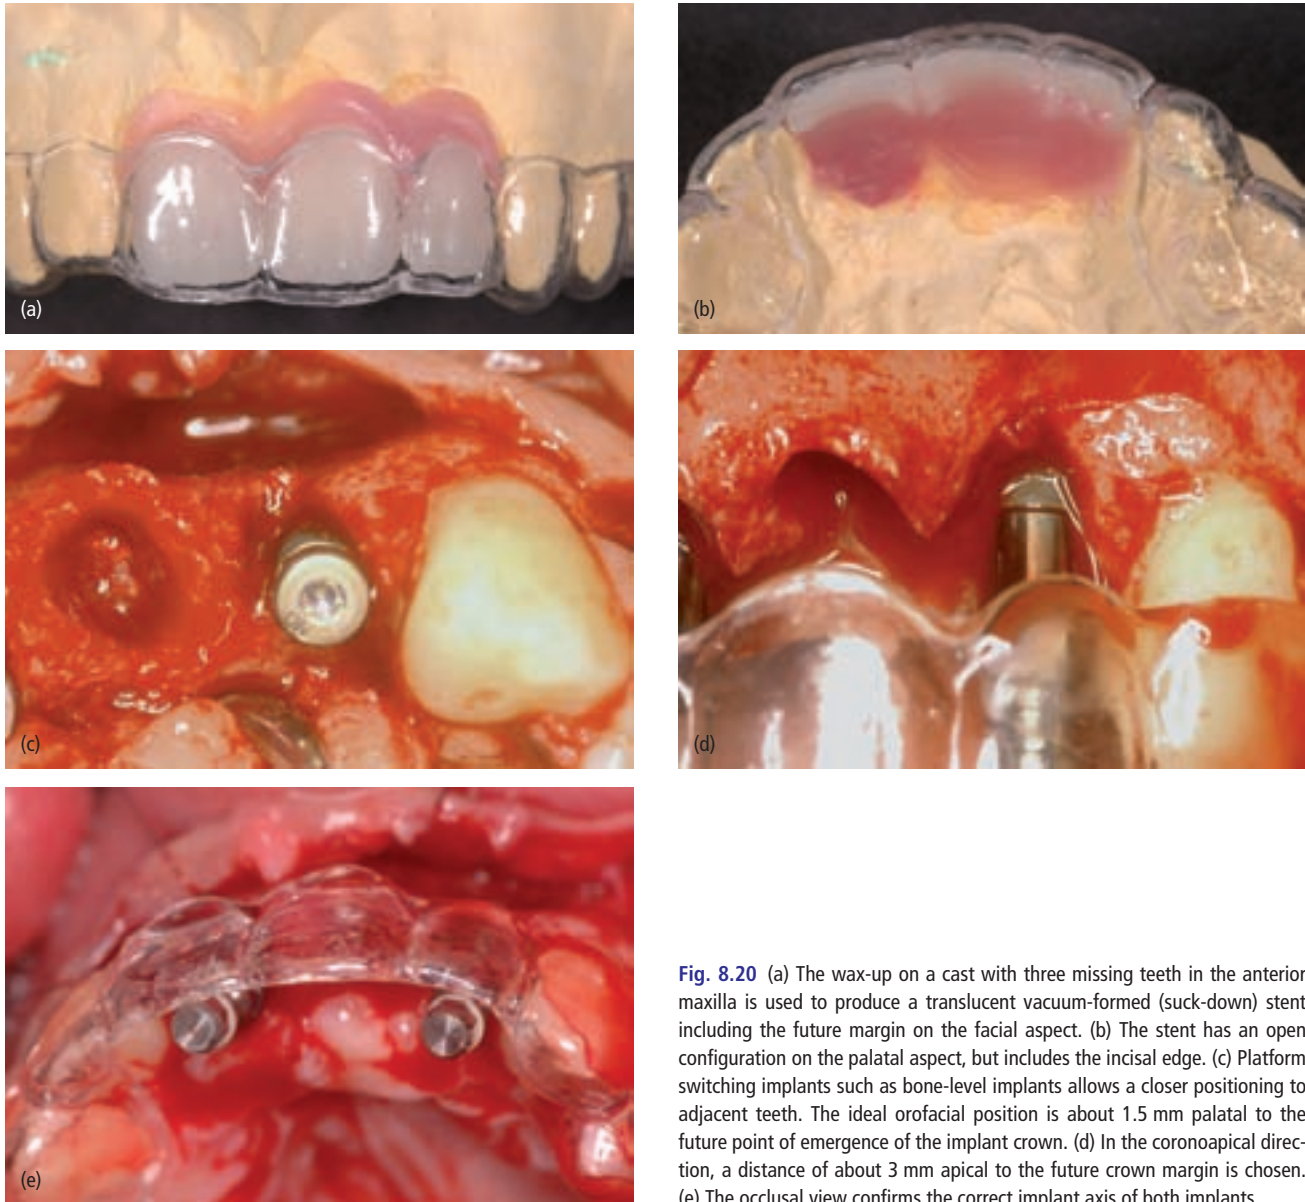 (a)
(b)
(c)
(d)
(e)
Fig. 8.20 (a) The wax-up on a cast with three missing teeth in the anterior
maxilla is used to produce a translucent vacuum-formed (suck-down) stent
including the future margin on the facial aspect. (b) The stent has an open
configuration on the palatal aspect, but includes the incisal edge. (c) Platform
switching implants such as bone-level implants allows a closer positioning to
adjacent teeth. The ideal orofacial position is about 1.5 mm palatal to the
future point of emergence of the implant crown. (d) In the coronoapical direc-
tion, a distance of about 3 mm apical to the future crown margin is chosen.
(e) The occlusal view confirms the correct implant axis of both implants